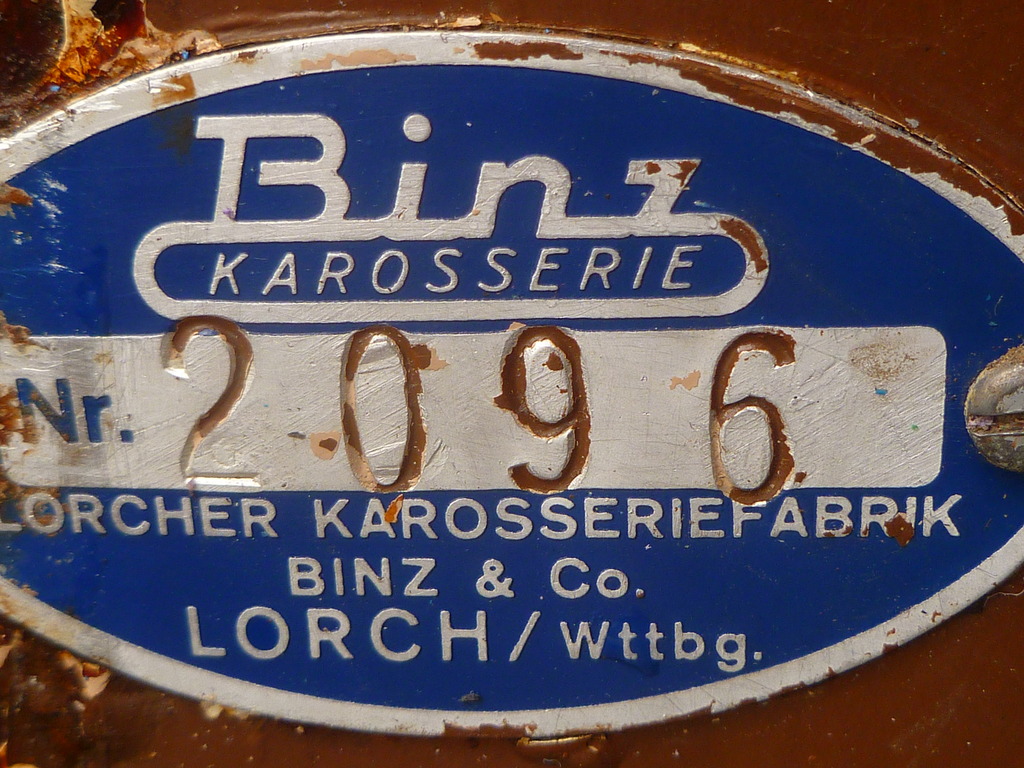 Binz
KAROSSERIE
Nr. 2096
LORCHER KAROSSERIEFABRIK
BINZ & Co.
LORCH/Wttbg.